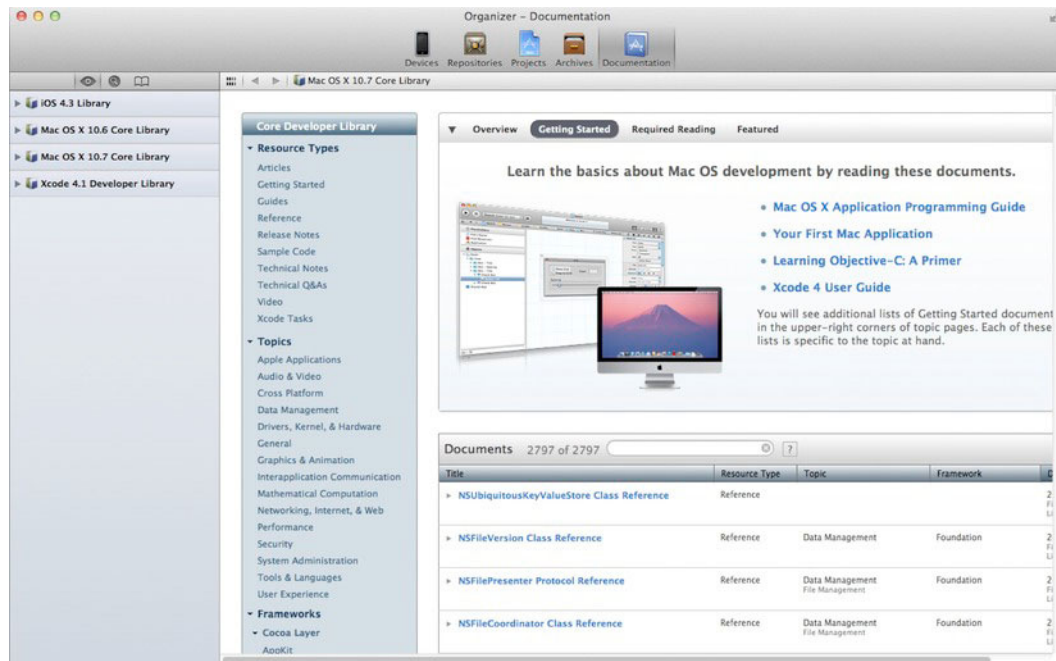 Organizer – Documentation
Devices Repositories Projects Archives Documentation
Mac OS X 10.7 Core Library
iOS 4.3 Library
Mac OS X 10.6 Core Library
Mac OS X 10.7 Core Library
Xcode 4.1 Developer Library
Core Developer Library
Resource Types
Articles
Getting Started
Guides
Reference
Release Notes
Sample Code
Technical Notes
Technical Q&As
Video
Xcode Tasks
Topics
Apple Applications
Audio & Video
Cross Platform
Data Management
Drivers, Kernel, & Hardware
General
Graphics & Animation
Interapplication Communication
Mathematical Computation
Networking, Internet, & Web
Performance
Security
System Administration
Tools & Languages
User Experience
Frameworks
Cocoa Layer
AppKit
Overview Getting Started Required Reading Featured
Learn the basics about Mac OS development by reading these documents.
• Mac OS X Application Programming Guide
• Your First Mac Application
• Learning Objective-C: A Primer
• Xcode 4 User Guide
You will see additional lists of Getting Started document
in the upper-right corners of topic pages. Each of these
lists is specific to the topic at hand.
Documents 2797 of 2797 ?
Title Resource Type Topic Framework
NSUbiquitousKeyValueStore Class Reference Reference
NSFileVersion Class Reference Reference Data Management Foundation
NSFilePresenter Protocol Reference Reference Data Management Foundation
File Management
NSFileCoordinator Class Reference Reference Data Management Foundation
File Management